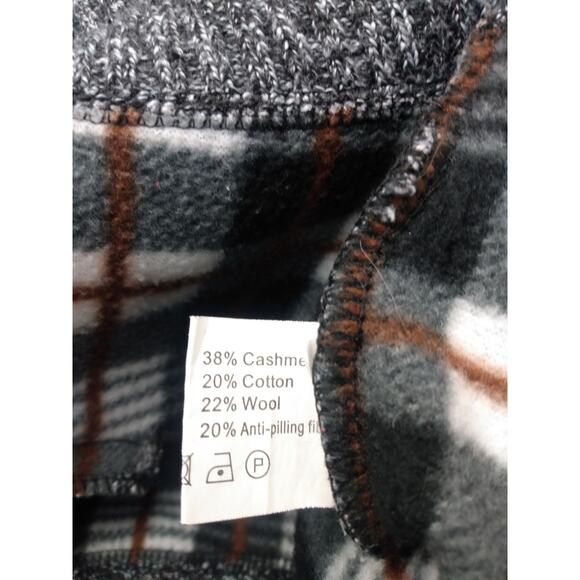 38% Cashme
20% Cotton
22% Wool
20% Anti-pilling fi
P